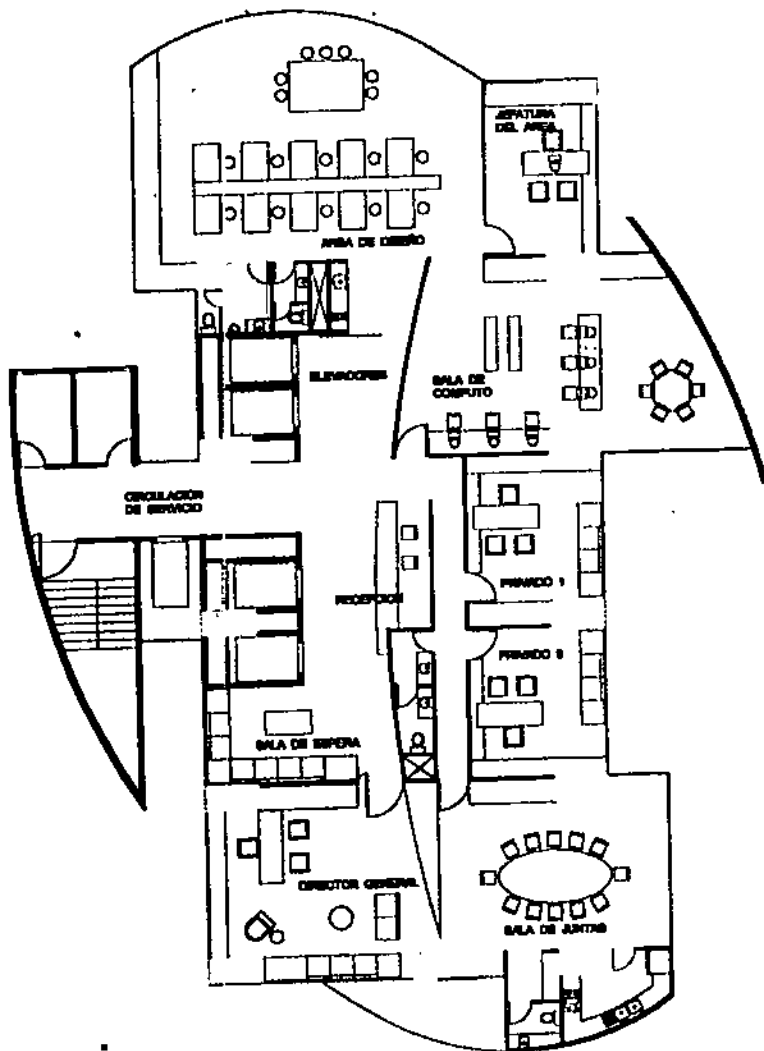 JEFATURA
DEL AREA
AREA DE DISEÑO
ELEVADORES
SALA DE
COMPUTO
CIRCULACIÓN
DE SERVICIO
PRIVADO 1
RECEPCION
PRIVADO 2
SALA DE ESPERA
DIRECTOR GENERAL
SALA DE JUNTAS